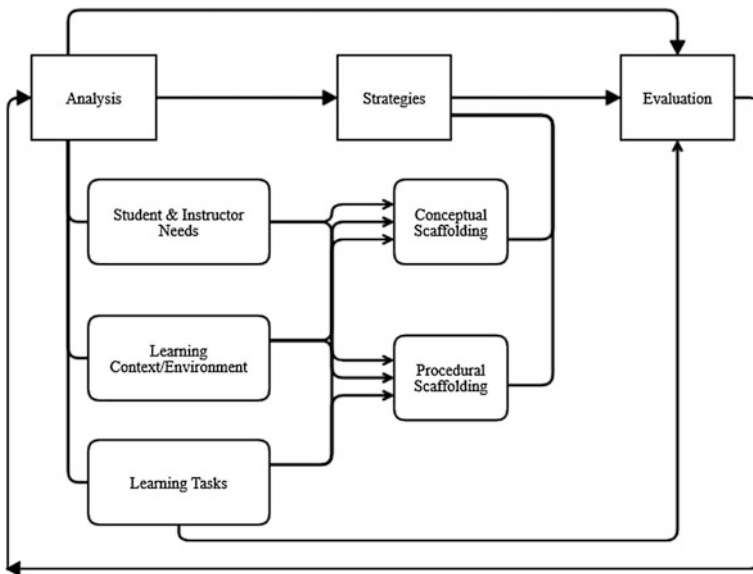 Analysis
Strategies
Evaluation
Student & Instructor
Needs
Conceptual
Scaffolding
Learning
Context/Environment
Procedural
Scaffolding
Learning Tasks